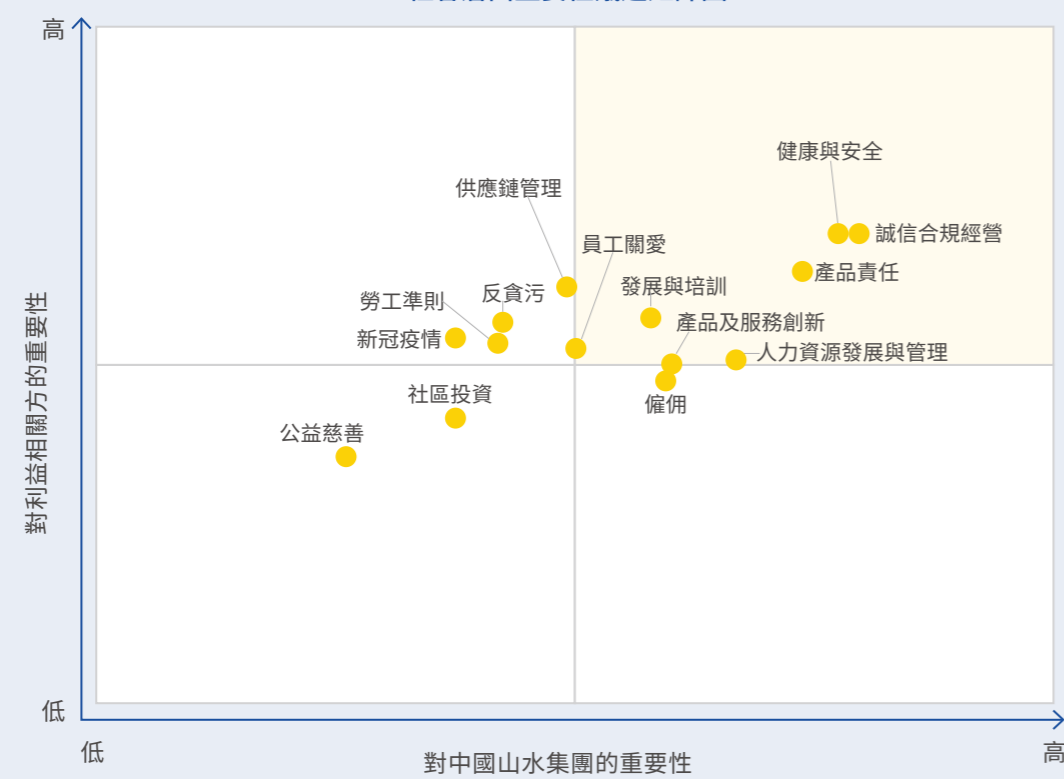 高
健康與安全
供應鏈管理
誠信合規經營
員工關愛
產品責任
發展與培訓
反貪污
勞工準則
產品及服務創新
新冠疫情
人力資源發展與管理
社區投資
僱佣
公益慈善
對利益相關方的重要性
低
低
對中國山水集團的重要性
高